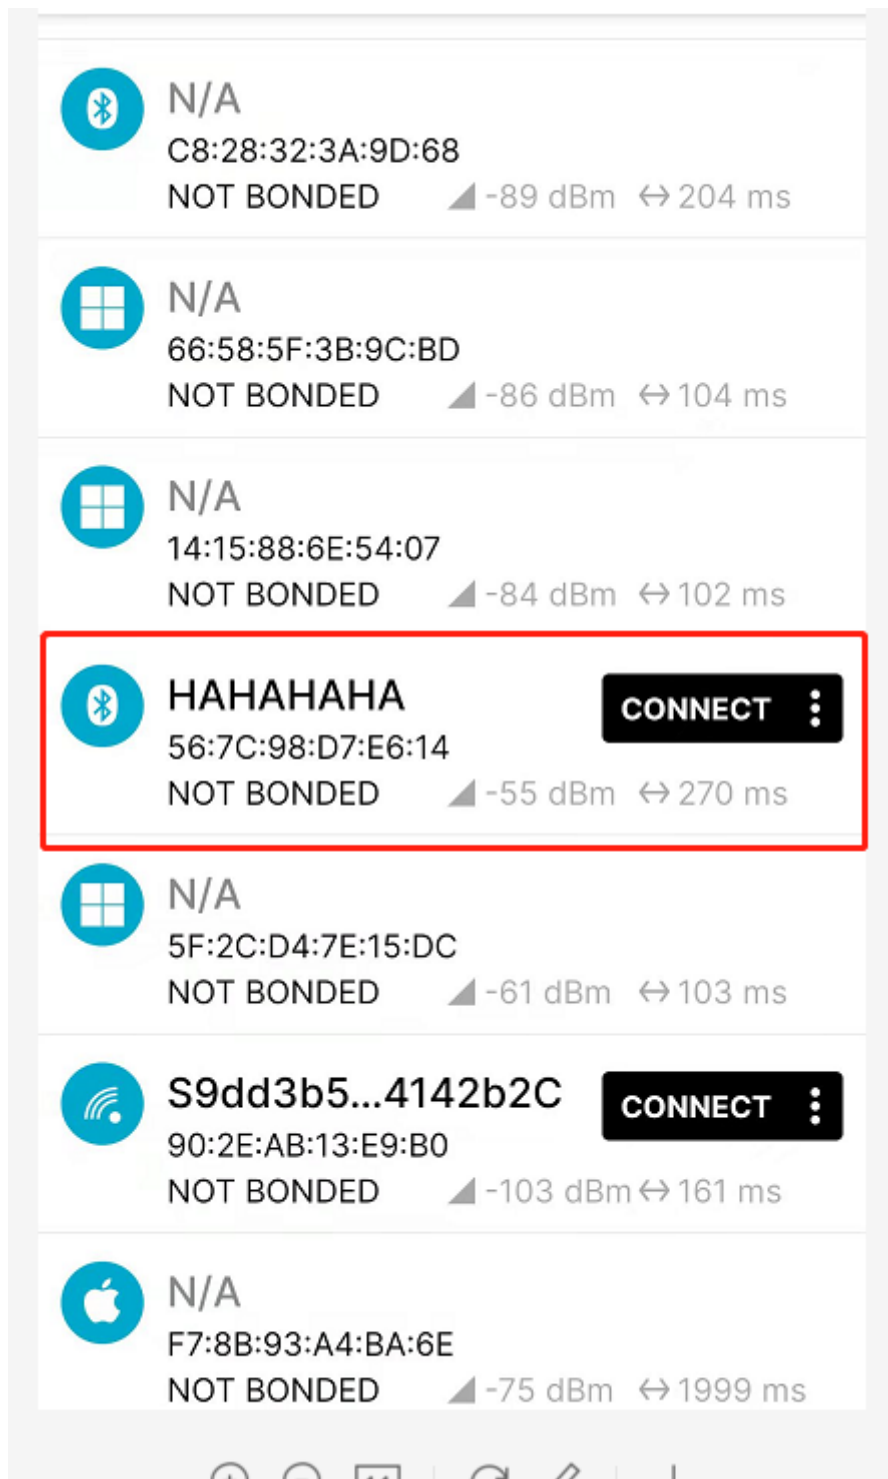 N/A
C8:28:32:3A:9D:68
NOT BONDED -89 dBm 204 ms
N/A
66:58:5F:3B:9C:BD
NOT BONDED -86 dBm 104 ms
N/A
14:15:88:6E:54:07
NOT BONDED -84 dBm 102 ms
HAHAHAHA CONNECT
56:7C:98:D7:E6:14
NOT BONDED -55 dBm 270 ms
N/A
5F:2C:D4:7E:15:DC
NOT BONDED -61 dBm 103 ms
S9dd3b5...4142b2C CONNECT
90:2E:AB:13:E9:B0
NOT BONDED -103 dBm 161 ms
N/A
F7:8B:93:A4:BA:6E
NOT BONDED -75 dBm 1999 ms